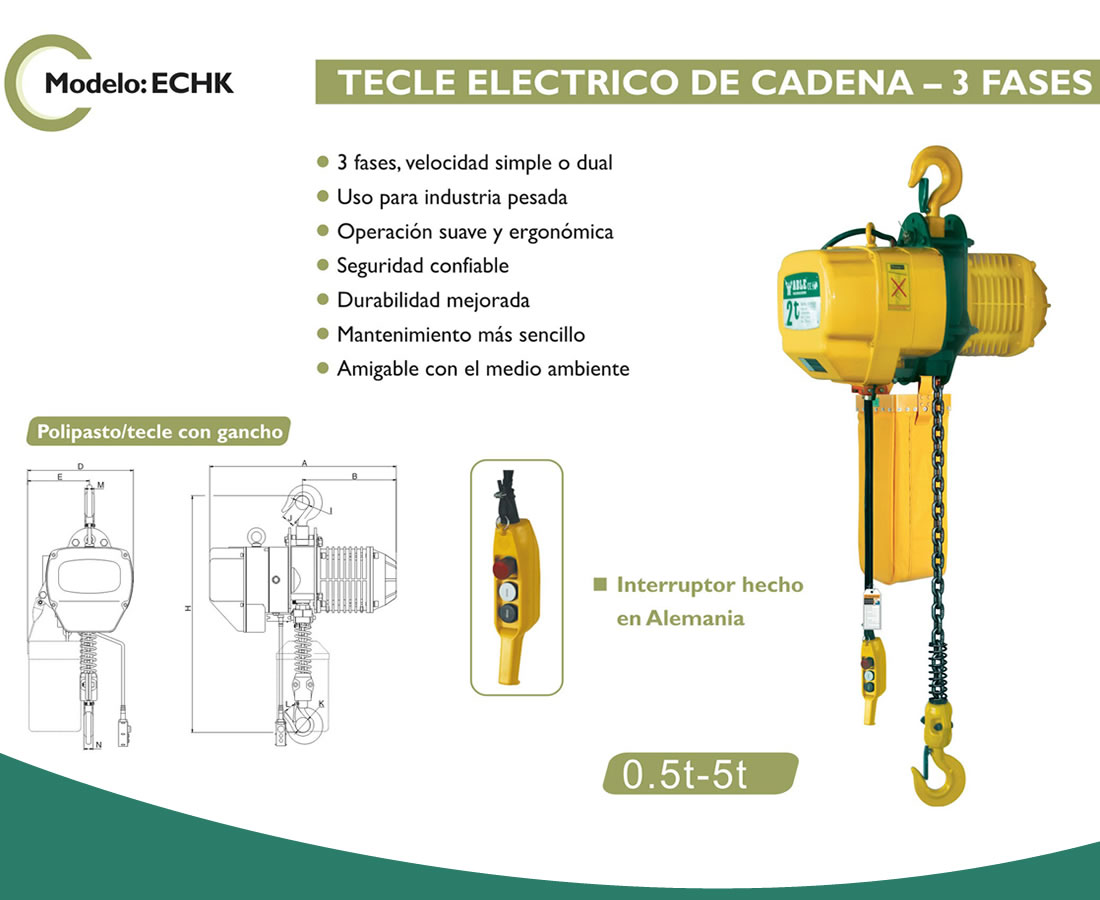 Modelo: ECHK
TECLE ELECTRICO DE CADENA – 3 FASES
3 fases, velocidad simple o dual
Uso para industria pesada
Operación suave y ergonómica
Seguridad confiable
Durabilidad mejorada
Mantenimiento más sencillo
Amigable con el medio ambiente
ABLE
2t
Polipasto/tecle con gancho
D
E
M
N
A
B
I
J
H
L
K
Interruptor hecho
en Alemania
0.5t-5t